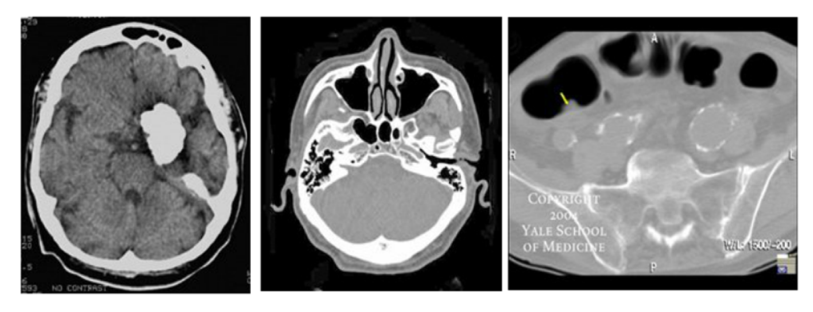 NO CONTRAST
A
R
L
COPYRIGHT
2004
YALE SCHOOL
OF MEDICINE
W/L: 1500/-200
P